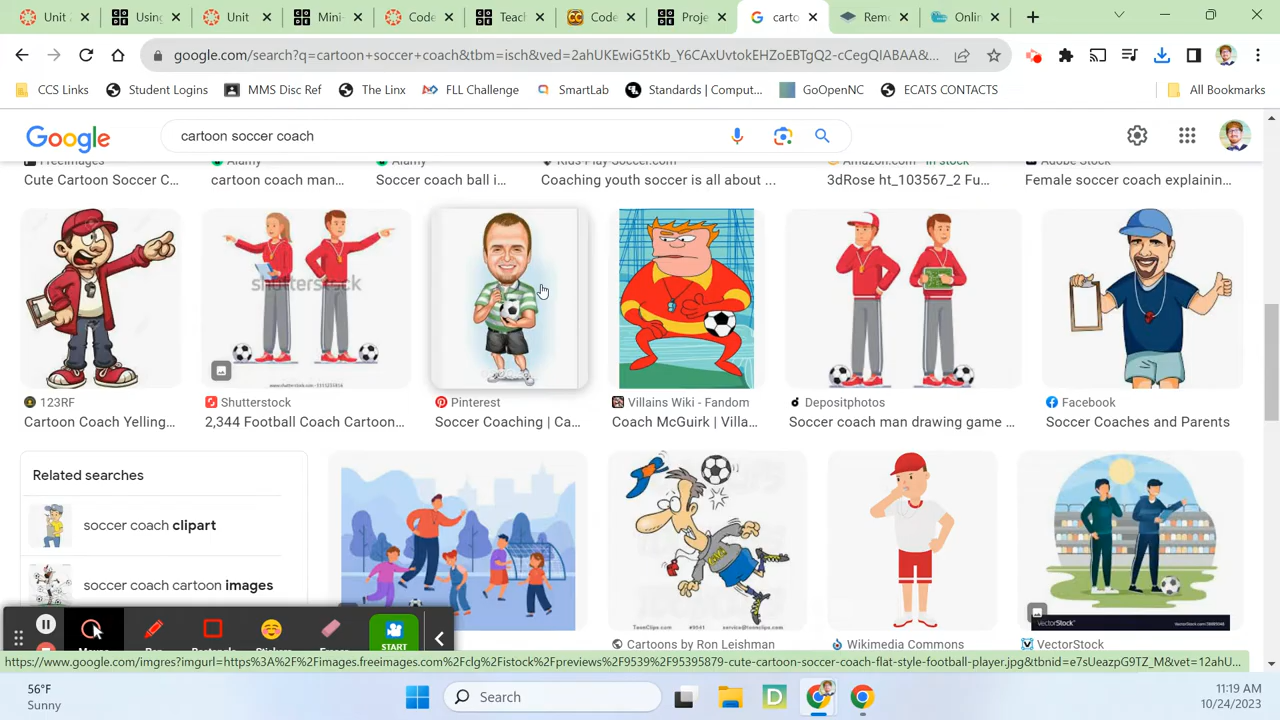 Unit
Mini
Unit
Mini
Code
Code
Proje
carto
Ren
Onlin
google.com/search?q=cartoon+soccer+coach&tbm=isch&ved=2ahUKEwiG5tKb_Y6CAxUvtokEHZoEBTgQ2-cCegQIABAA&...
CCS Links
Student Logins
MMS Disc Ref
The Linx
FLL Challenge
SmartLab
Standards | Comput...
GoOpenNC
ECATS CONTACTS
All Bookmarks
Google
cartoon soccer coach
FreeImages
Alamy
Alamy
Kids-Play-Soccer.com
Amazon.com · In stock
Adobe Stock
Cute Cartoon Soccer C...
cartoon coach man...
Soccer coach ball i...
Coaching youth soccer is all about ...
3dRose ht_103567_2 Fu...
Female soccer coach explainin...
shutterstock
123RF
Shutterstock
Pinterest
Villains Wiki - Fandom
Depositphotos
Facebook
Cartoon Coach Yelling...
2,344 Football Coach Cartoon...
Soccer Coaching | Ca...
Coach McGuirk | Villa...
Soccer coach man drawing game ...
Soccer Coaches and Parents
Related searches
soccer coach clipart
soccer coach cartoon images
VectorStock
Cartoons by Ron Leishman
Wikimedia Commons
VectorStock
START
https://www.google.com/images?imgurl=https%3A%2F%2Fimages.freeimages.com%2Fclg%2Fistock%2Fpreviews%2F9539%2F95395879-cute-cartoon-soccer-coach-flat-style-football-player.jpg&tbnid=e7sUeazpG9TZ_M&vet=12ahU...
56°F
Sunny
Search
11:19 AM
10/24/2023